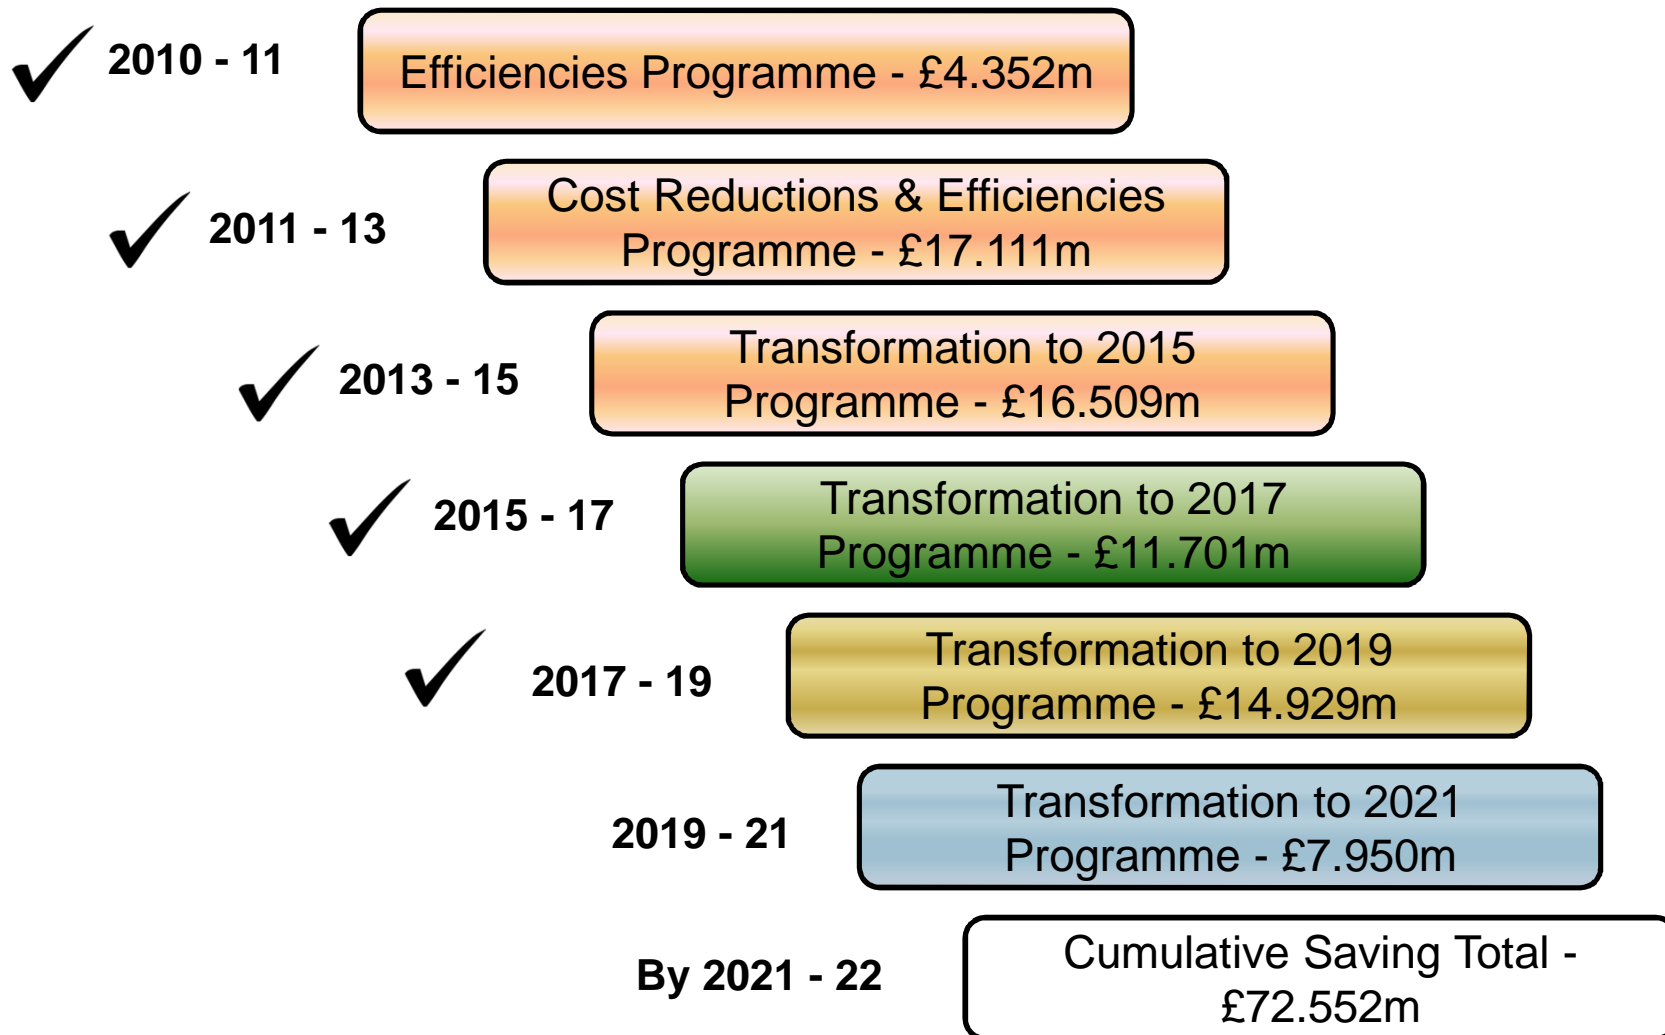 2010 - 11
Efficiencies Programme - £4.352m
2011 - 13
Cost Reductions & Efficiencies
Programme - £17.111m
2013 - 15
Transformation to 2015
Programme - £16.509m
2015 - 17
Transformation to 2017
Programme - £11.701m
2017 - 19
Transformation to 2019
Programme - £14.929m
2019 - 21
Transformation to 2021
Programme - £7.950m
By 2021 - 22
Cumulative Saving Total -
£72.552m